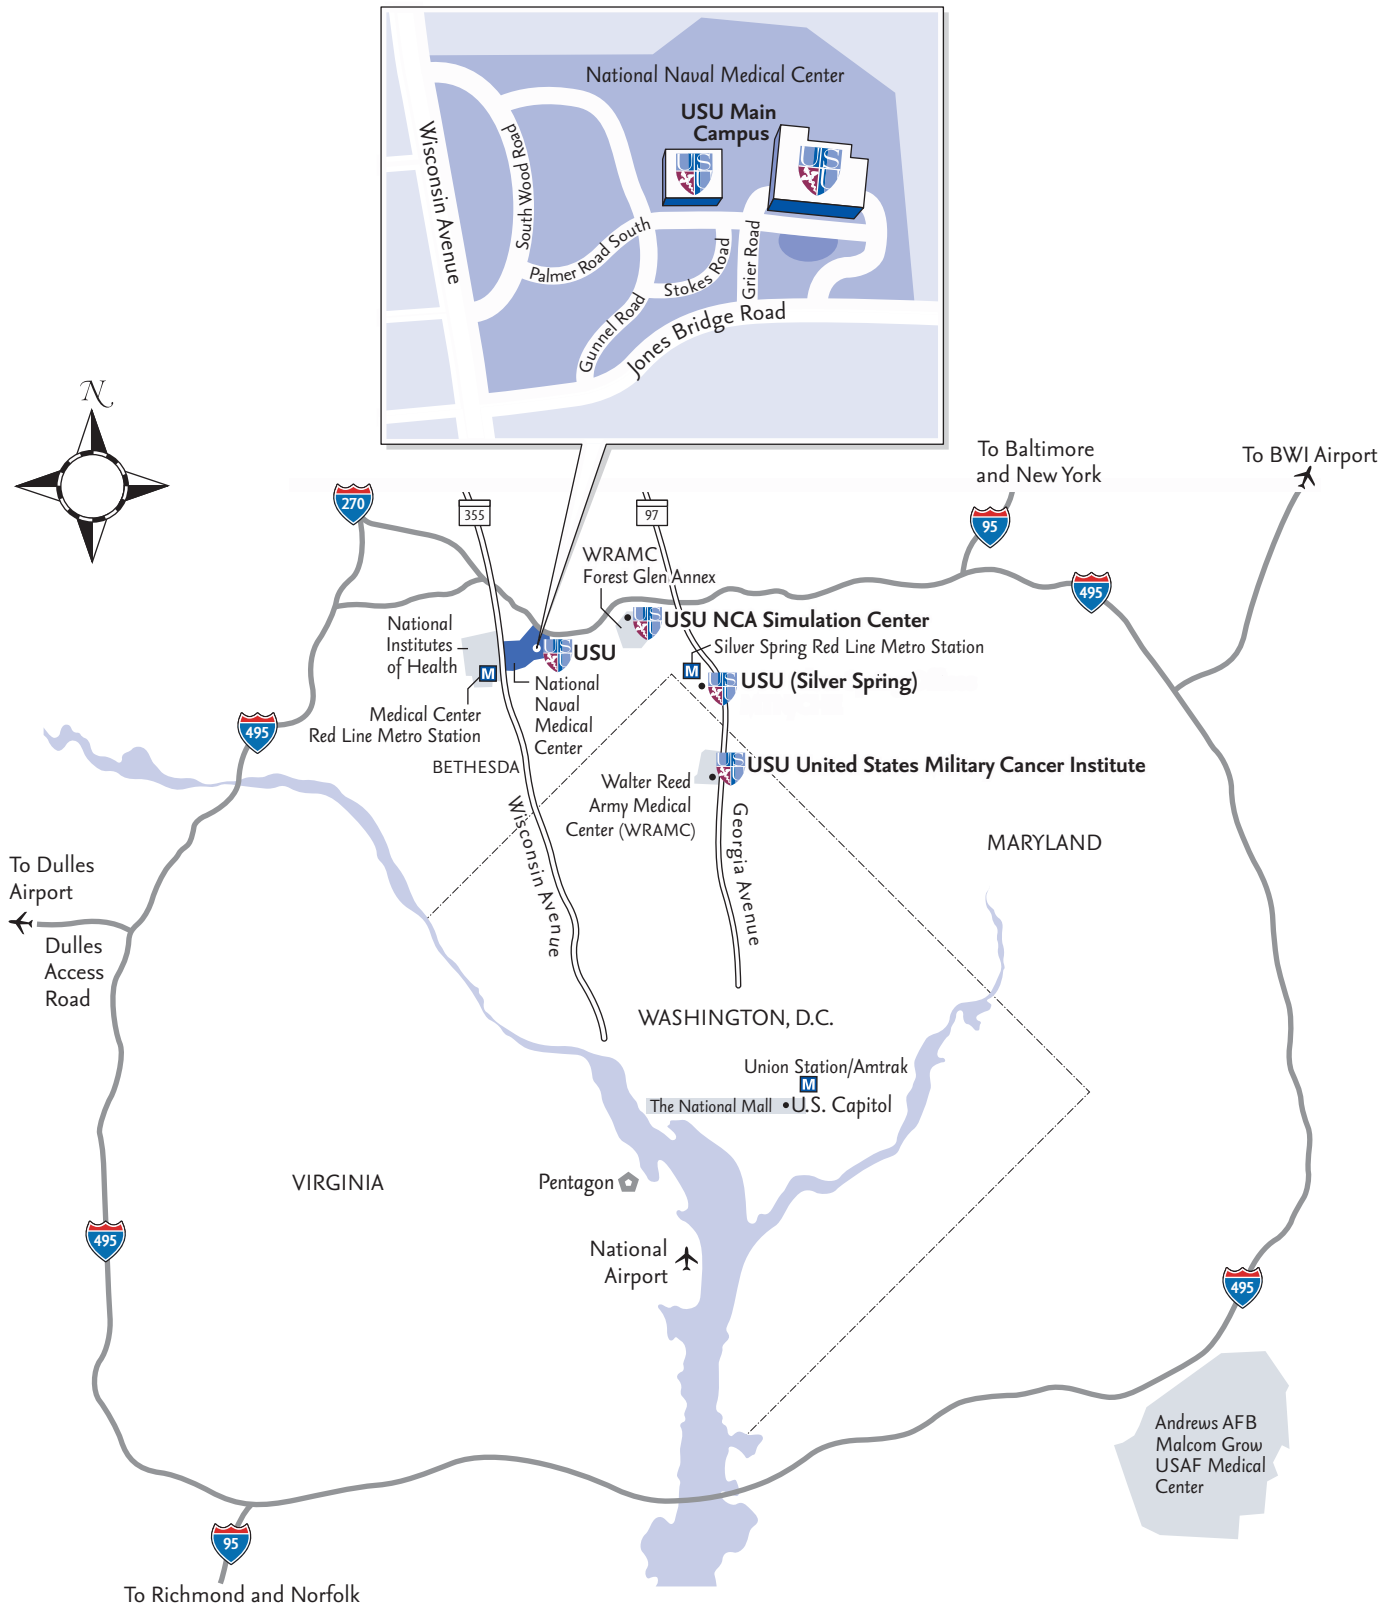 National Naval Medical Center
USU Main
Campus
Wisconsin Avenue
South Wood Road
Palmer Road South
Stokes Road
Grier Road
Gunnel Road
Jones Bridge Road
N
To Baltimore
and New York
To BWI Airport
270
355
97
95
495
WRAMC
Forest Glen Annex
USU NCA Simulation Center
National
Institutes
of Health
USU
Silver Spring Red Line Metro Station
M
M
USU (Silver Spring)
National
Naval
Medical
Center
Medical Center
Red Line Metro Station
495
BETHESDA
USU United States Military Cancer Institute
Walter Reed
Army Medical
Center (WRAMC)
Wisconsin Avenue
Georgia Avenue
MARYLAND
To Dulles
Airport
Dulles
Access
Road
WASHINGTON, D.C.
Union Station/Amtrak
M
The National Mall
U.S. Capitol
VIRGINIA
Pentagon
495
National
Airport
495
Andrews AFB
Malcom Grow
USAF Medical
Center
95
To Richmond and Norfolk